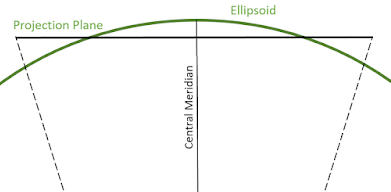 Ellipsoid
Projection Plane
Central Meridian